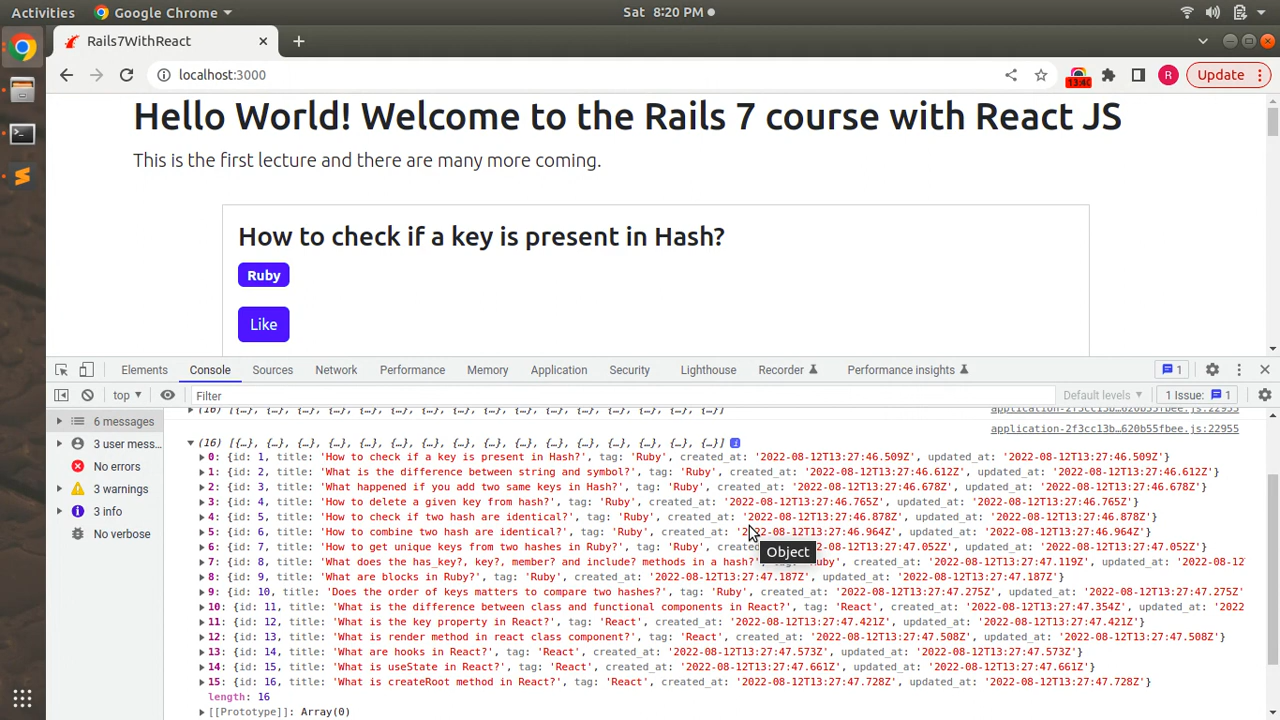 Activities Google Chrome Sat 8:20 PM
Rails7WithReact
localhost:3000 13:40 R Update
Hello World! Welcome to the Rails 7 course with React JS
This is the first lecture and there are many more coming.
How to check if a key is present in Hash?
Ruby
Like
Elements Console Sources Network Performance Memory Application Security Lighthouse Recorder Performance insights 1
top Filter Default levels 1 Issue: 1
(16) [{…}, {…}, {…}, {…}, {…}, {…}, {…}, {…}, {…}, {…}, {…}, {…}, {…}, {…}, {…}, {…}] application-2f3cc13b…620b55fbee.js:22955
6 messages
application-2f3cc13b…620b55fbee.js:22955
3 user mess…
(16) [{…}, {…}, {…}, {…}, {…}, {…}, {…}, {…}, {…}, {…}, {…}, {…}, {…}, {…}, {…}, {…}] i
No errors
3 warnings
3 info
No verbose
0: {id: 1, title: 'How to check if a key is present in Hash?', tag: 'Ruby', created_at: '2022-08-12T13:27:46.509Z', updated_at: '2022-08-12T13:27:46.509Z'}
1: {id: 2, title: 'What is the difference between string and symbol?', tag: 'Ruby', created_at: '2022-08-12T13:27:46.612Z', updated_at: '2022-08-12T13:27:46.612Z'}
2: {id: 3, title: 'What happened if you add two same keys in Hash?', tag: 'Ruby', created_at: '2022-08-12T13:27:46.678Z', updated_at: '2022-08-12T13:27:46.678Z'}
3: {id: 4, title: 'How to delete a given key from hash?', tag: 'Ruby', created_at: '2022-08-12T13:27:46.765Z', updated_at: '2022-08-12T13:27:46.765Z'}
4: {id: 5, title: 'How to check if two hash are identical?', tag: 'Ruby', created_at: '2022-08-12T13:27:46.878Z', updated_at: '2022-08-12T13:27:46.878Z'}
5: {id: 6, title: 'How to combine two hash are identical?', tag: 'Ruby', created_at: '2022-08-12T13:27:46.964Z', updated_at: '2022-08-12T13:27:46.964Z'}
6: {id: 7, title: 'How to get unique keys from two hashes in Ruby?', tag: 'Ruby', 08-12T13:27:47.052Z', updated_at: '2022-08-12T13:27:47.052Z'}
Object
7: {id: 8, title: 'What does the has_key?, key?, member? and include? methods in a hash?' created_at: '2022-08-12T13:27:47.119Z', updated_at: '2022-08-12
8: {id: 9, title: 'What are blocks in Ruby?', tag: 'Ruby', created_at: '2022-08-12T13:27:47.187Z', updated_at: '2022-08-12T13:27:47.187Z'}
9: {id: 10, title: 'Does the order of keys matters to compare two hashes?', tag: 'Ruby', created_at: '2022-08-12T13:27:47.275Z', updated_at: '2022-08-12T13:27:47.275Z'
10: {id: 11, title: 'What is the difference between class and functional components in React?', tag: 'React', created_at: '2022-08-12T13:27:47.354Z', updated_at: '2022
11: {id: 12, title: 'What is the key property in React?', tag: 'React', created_at: '2022-08-12T13:27:47.421Z', updated_at: '2022-08-12T13:27:47.421Z'}
12: {id: 13, title: 'What is render method in react class component?', tag: 'React', created_at: '2022-08-12T13:27:47.508Z', updated_at: '2022-08-12T13:27:47.508Z'}
13: {id: 14, title: 'What are hooks in React?', tag: 'React', created_at: '2022-08-12T13:27:47.573Z', updated_at: '2022-08-12T13:27:47.573Z'}
14: {id: 15, title: 'What is useState in React?', tag: 'React', created_at: '2022-08-12T13:27:47.661Z', updated_at: '2022-08-12T13:27:47.661Z'}
15: {id: 16, title: 'What is createRoot method in React?', tag: 'React', created_at: '2022-08-12T13:27:47.728Z', updated_at: '2022-08-12T13:27:47.728Z'}
length: 16
[[Prototype]]: Array(0)